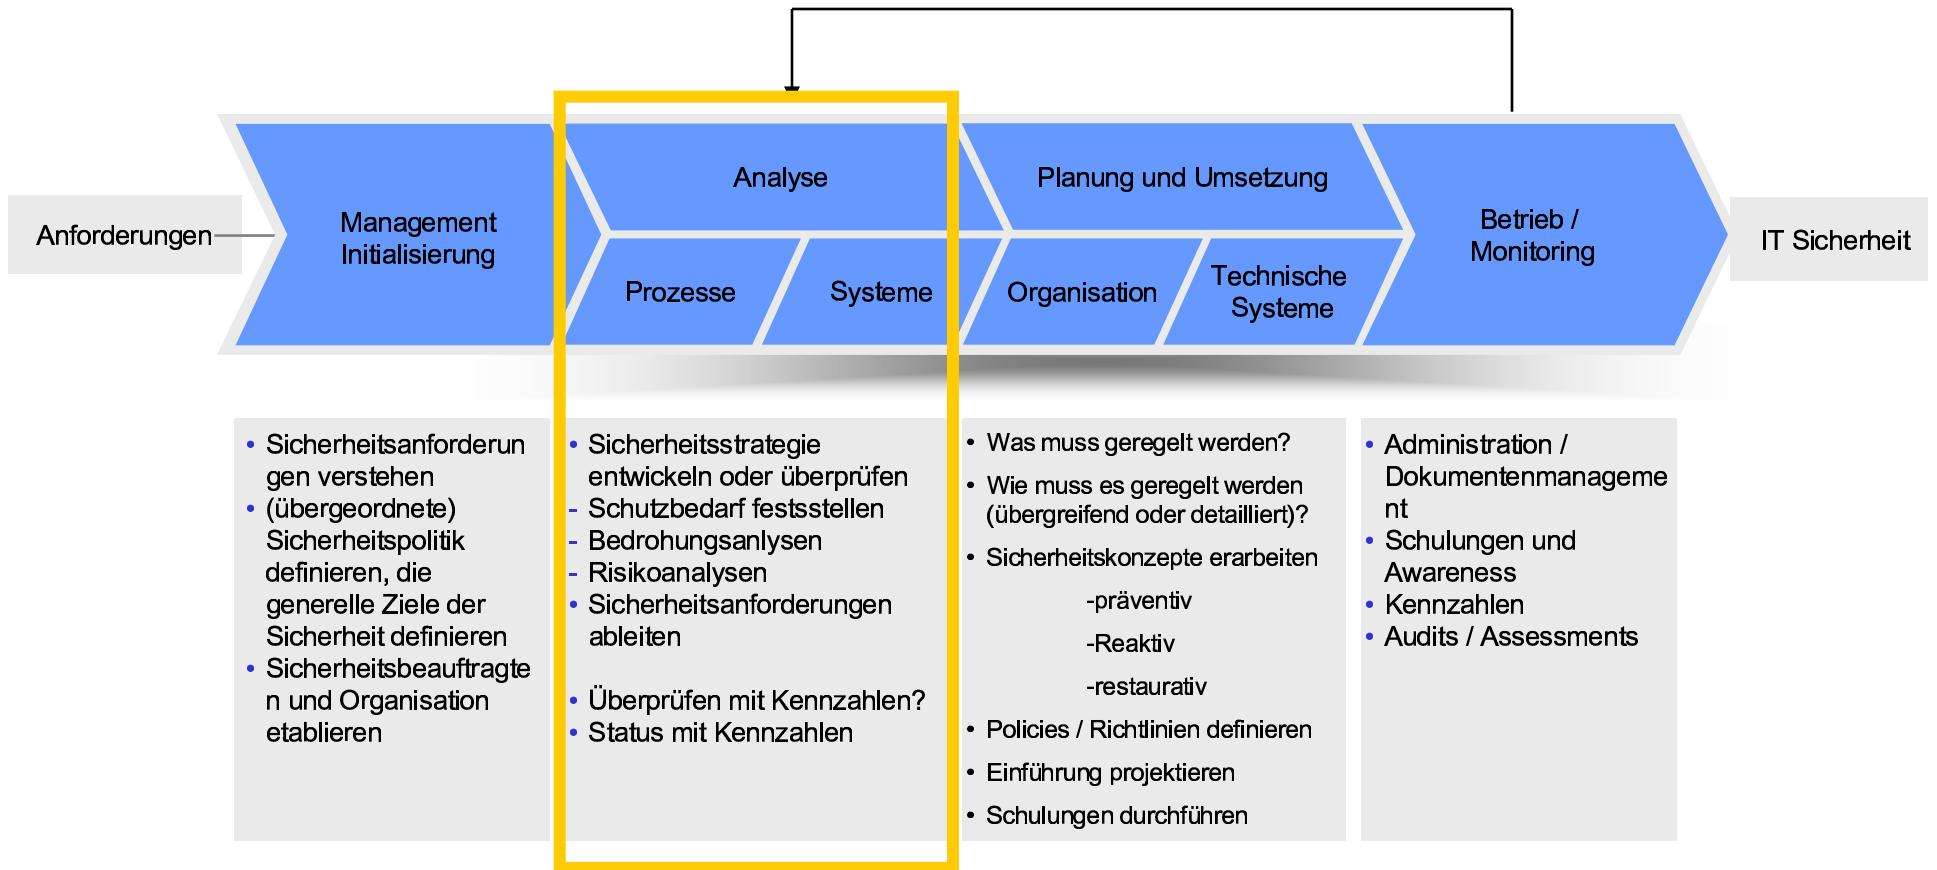 Anforderungen
Management
Initialisierung
Analyse
Prozesse
Systeme
Planung und Umsetzung
Organisation
Technische
Systeme
Betrieb /
Monitoring
IT Sicherheit
• Sicherheitsanforderun
gen verstehen
• (übergeordnete)
Sicherheitspolitik
definieren, die
generelle Ziele der
Sicherheit definieren
• Sicherheitsbeauftragte
n und Organisation
etablieren
• Sicherheitsstrategie
entwickeln oder überprüfen
- Schutzbedarf festsstellen
- Bedrohungsanlysen
- Risikoanalysen
• Sicherheitsanforderungen
ableiten
• Überprüfen mit Kennzahlen?
• Status mit Kennzahlen
• Was muss geregelt werden?
• Wie muss es geregelt werden
(übergreifend oder detailliert)?
• Sicherheitskonzepte erarbeiten
-präventiv
-Reaktiv
-restaurativ
• Policies / Richtlinien definieren
• Einführung projektieren
• Schulungen durchführen
• Administration /
Dokumentenmanageme
nt
• Schulungen und
Awareness
• Kennzahlen
• Audits / Assessments